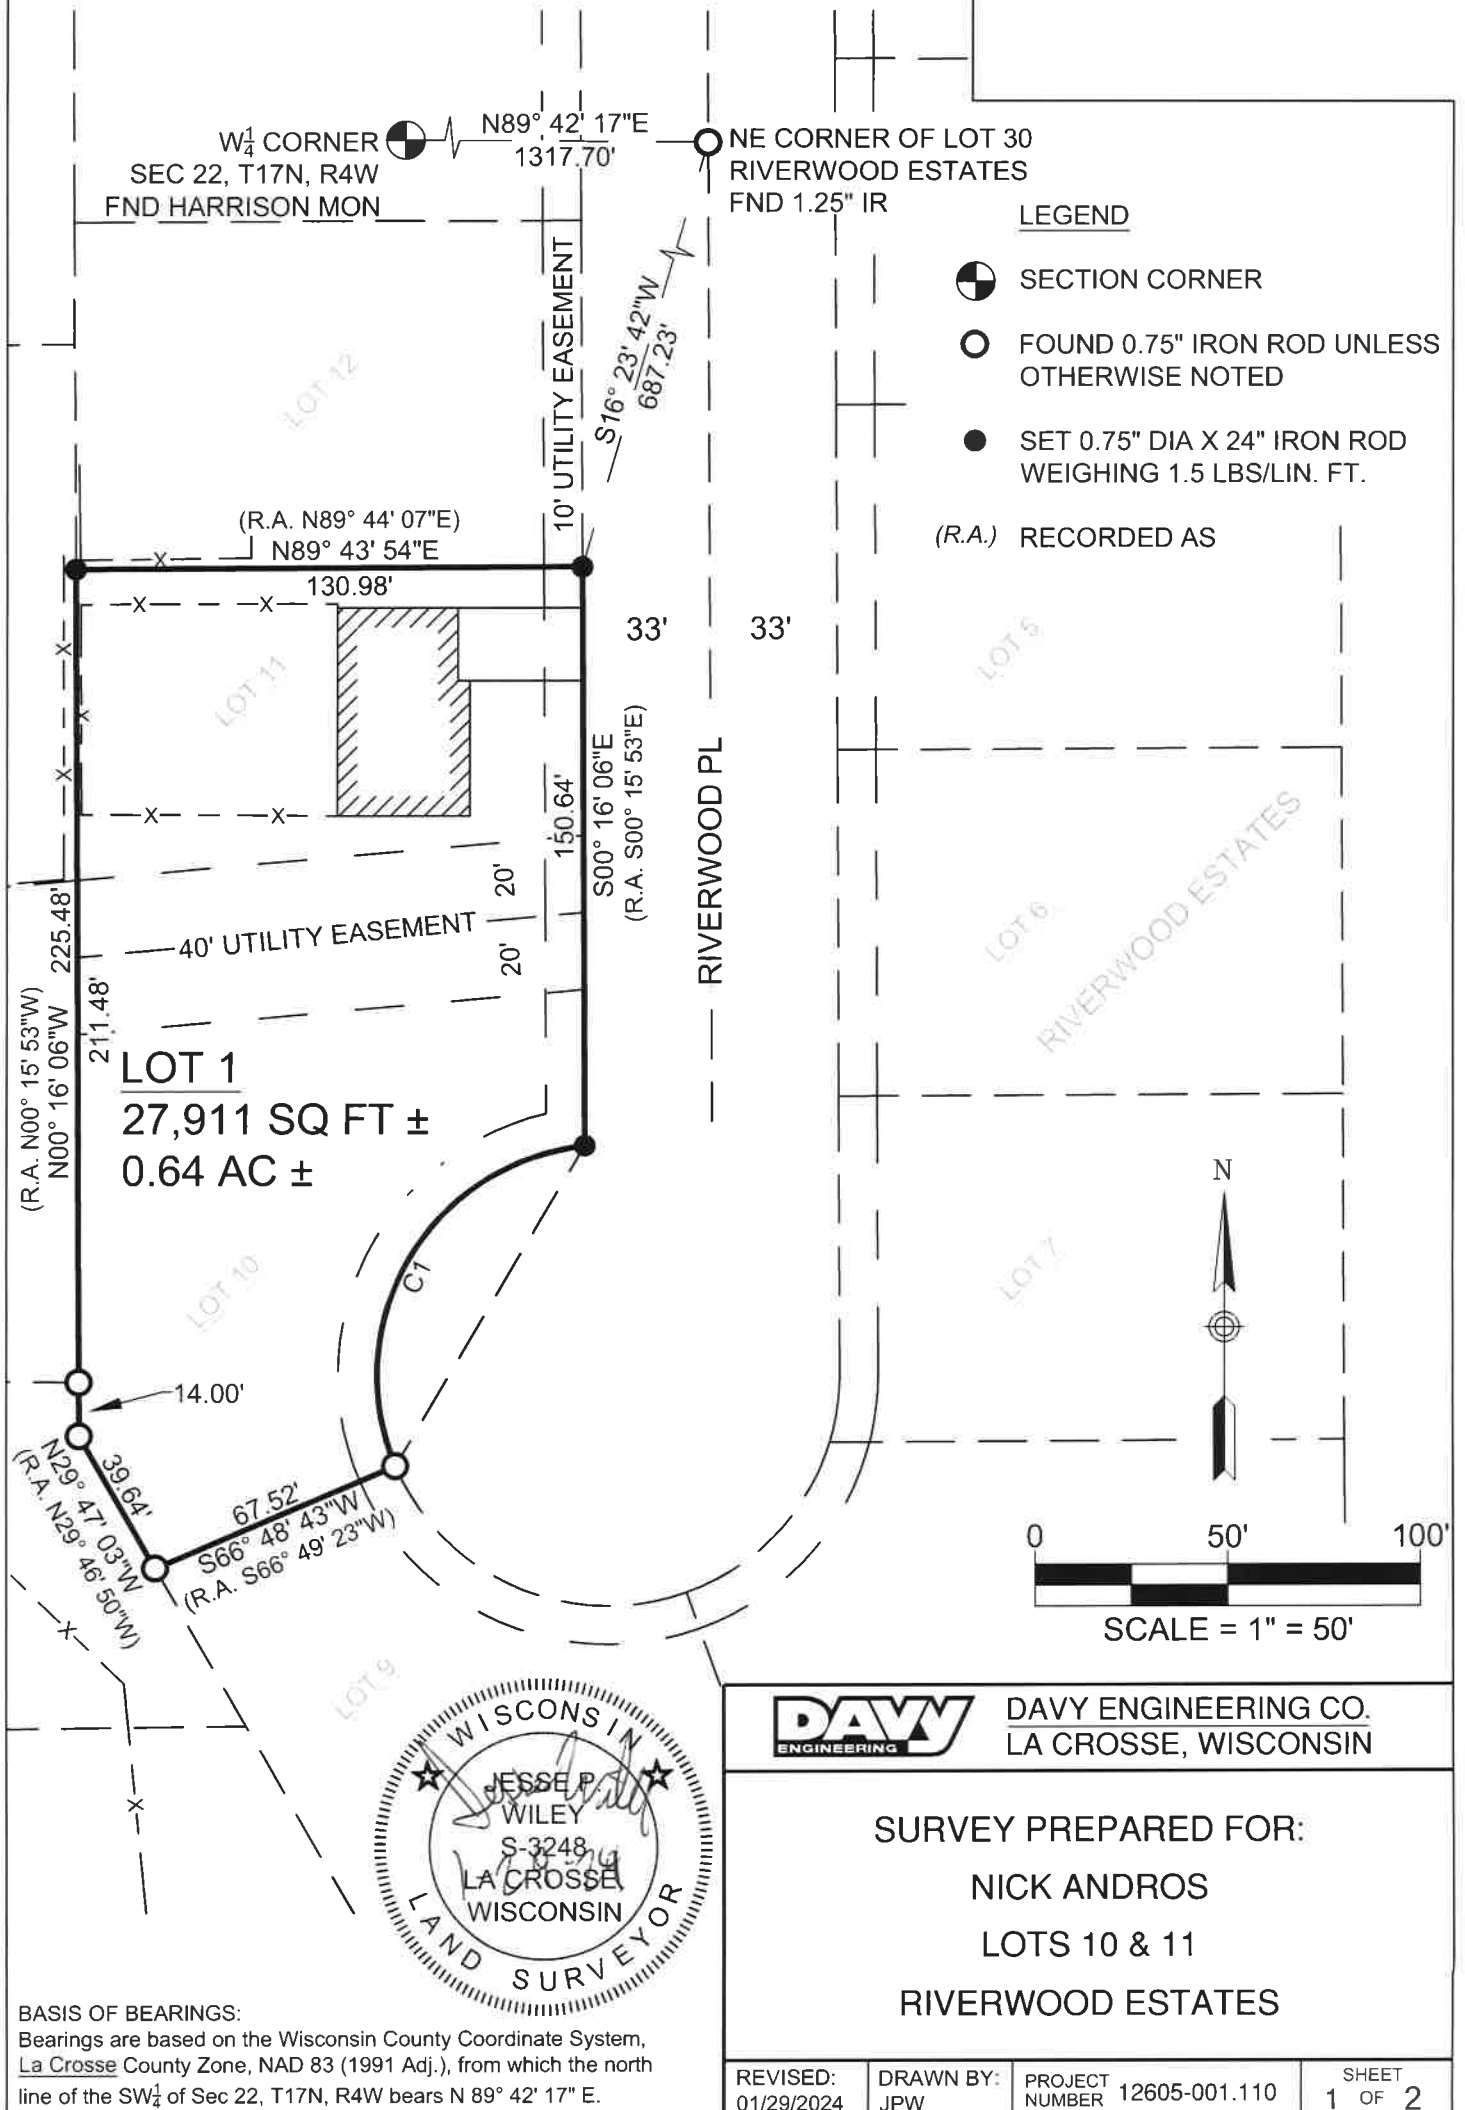 W1/4 CORNER
SEC 22, T17N, R4W
FND HARRISON MON
N89° 42' 17"E
1317.70'
NE CORNER OF LOT 30
RIVERWOOD ESTATES
FND 1.25" IR
LEGEND
SECTION CORNER
FOUND 0.75" IRON ROD UNLESS
OTHERWISE NOTED
SET 0.75" DIA X 24" IRON ROD
WEIGHING 1.5 LBS/LIN. FT.
(R.A.) RECORDED AS
10' UTILITY EASEMENT
S16° 23' 42"W
687.23'
LOT 12
(R.A. N89° 44' 07"E)
N89° 43' 54"E
130.98'
X
X X
33'
33'
LOT 5
LOT 11
X
X
X
X X
150.64'
S00° 16' 06"E
(R.A. S00° 15' 53"E)
RIVERWOOD PL
20'
40' UTILITY EASEMENT
20'
LOT 6
RIVERWOOD ESTATES
225.48'
211.48'
(R.A. N00° 15' 53"W)
N00° 16' 06"W
LOT 1
27,911 SQ FT ±
0.64 AC ±
N
LOT 10
C1
LOT 7
14.00'
39.64'
N29° 47' 03"W
(R.A. N29° 46' 50"W)
67.52'
S66° 48' 43"W
(R.A. S66° 49' 23"W)
0 50' 100'
SCALE = 1" = 50'
X
X
LOT 9
WISCONSIN
JESSE P.
WILEY
S-3248
LA CROSSE
WISCONSIN
LAND SURVEYOR
DAVY
ENGINEERING
DAVY ENGINEERING CO.
LA CROSSE, WISCONSIN
SURVEY PREPARED FOR:
NICK ANDROS
LOTS 10 & 11
RIVERWOOD ESTATES
BASIS OF BEARINGS:
Bearings are based on the Wisconsin County Coordinate System,
La Crosse County Zone, NAD 83 (1991 Adj.), from which the north
line of the SW1/4 of Sec 22, T17N, R4W bears N 89° 42' 17" E.
REVISED:
01/29/2024
DRAWN BY:
JPW
PROJECT
NUMBER 12605-001.110
SHEET
1 OF 2